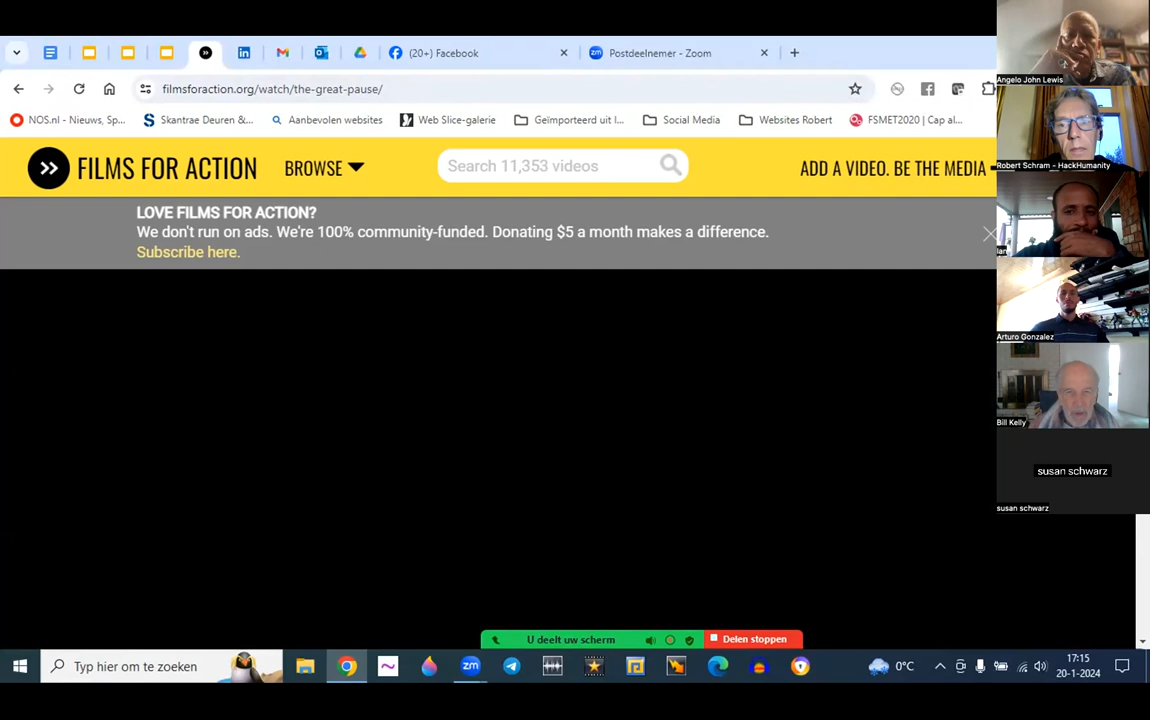 (20+) Facebook
Postdeelnemer - Zoom
filmsforaction.org/watch/the-great-pause/
NOS.nl - Nieuws, Sp...
Skantrae Deuren &...
Aanbevolen websites
Web Slice-galerie
Geïmporteerd uit I...
Social Media
Websites Robert
FSMET2020 | Cap al...
FILMS FOR ACTION
BROWSE
Search 11,353 videos
ADD A VIDEO. BE THE MEDIA
LOVE FILMS FOR ACTION?
We don't run on ads. We're 100% community-funded. Donating $5 a month makes a difference.
Subscribe here.
Angelo John Lewis
Robert Schram - HackHumanity
Ian
Arturo Gonzalez
Bill Kelly
susan schwarz
susan schwarz
U deelt uw scherm
Delen stoppen
Typ hier om te zoeken
0°C
17:15
20-1-2024